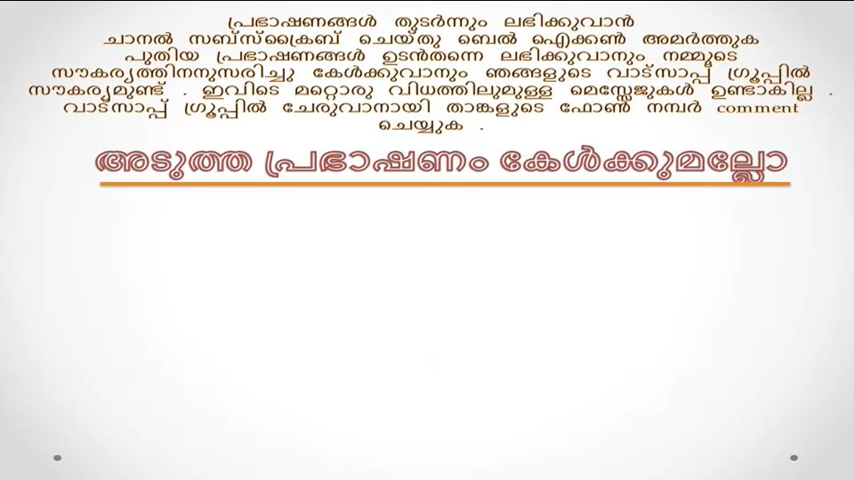 പ്രഭാഷണങ്ങൾ തുടർന്നും ലഭിക്കുവാൻ
ചാനൽ സബ്സ്ക്രൈബ് ചെയ്തു ബെൽ ഐക്കൺ അമർത്തുക
പുതിയ പ്രഭാഷണങ്ങൾ ഉടൻതന്നെ ലഭിക്കുവാനും നമ്മുടെ
സൗകര്യത്തിനനുസരിച്ചു കേൾക്കുവാനും ഞങ്ങളുടെ വാട്സാപ്പ് ഗ്രൂപ്പിൽ
സൗകര്യമുണ്ട് . ഇവിടെ മറ്റൊരു വിധത്തിലുമുള്ള മെസ്സേജുകൾ ഉണ്ടാകില്ല .
വാട്സാപ്പ് ഗ്രൂപ്പിൽ ചേരുവാനായി താങ്കളുടെ ഫോൺ നമ്പർ comment
ചെയ്യുക .
അടുത്ത പ്രഭാഷണം കേൾക്കുമല്ലോ